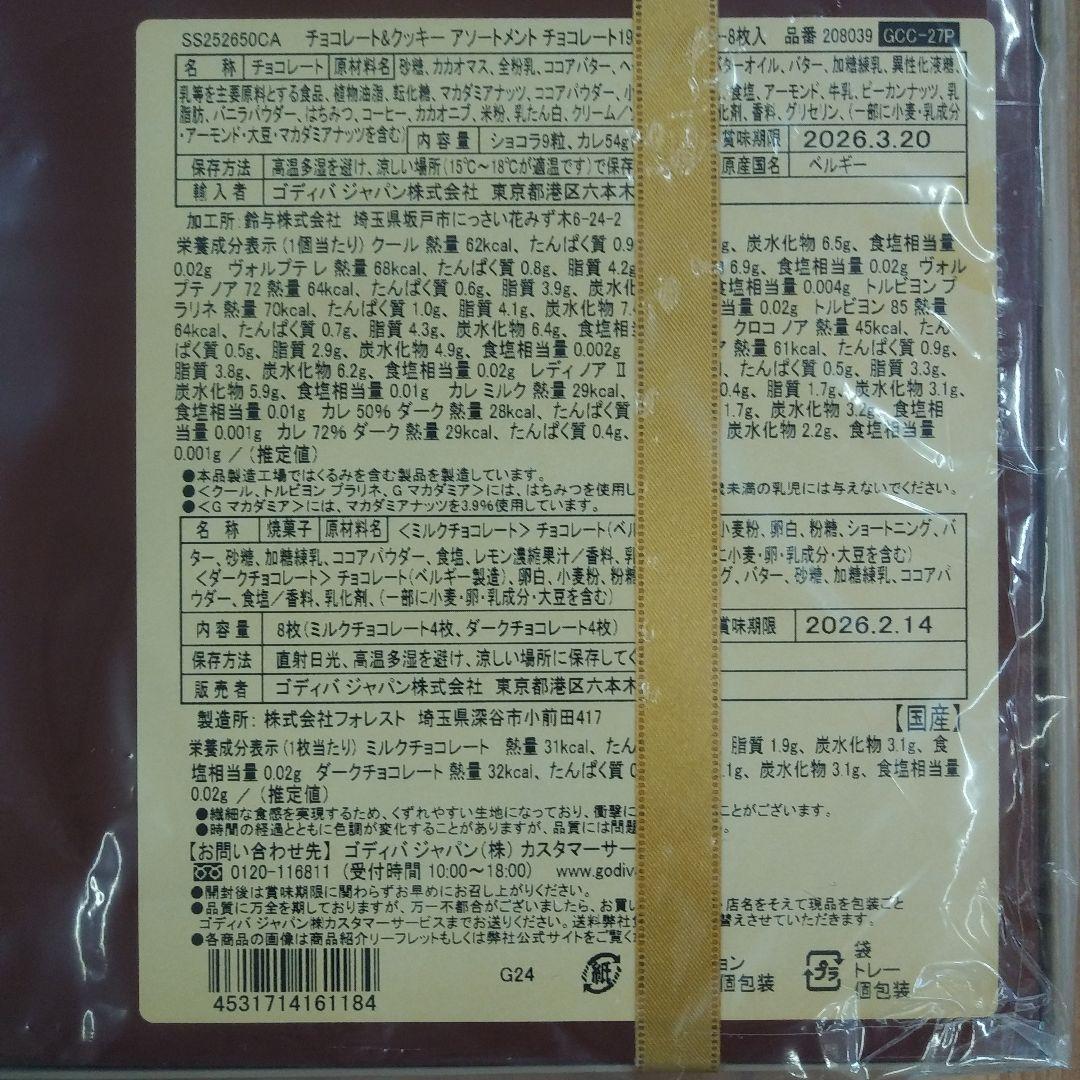 SS252650CA チョコレート&クッキー アソートメント チョコレート19 -8枚入 品番 208039 GCC-27P
名 称 チョコレート 原材料名 砂糖、カカオマス、全粉乳、ココアバター、ヘ ターオイル、バター、加糖練乳、異性化液糖、
乳等を主要原料とする食品、植物油脂、転化糖、マカダミアナッツ、ココアパウダー、小 食塩、アーモンド、牛乳、ピーカンナッツ、乳
脂肪、バニラパウダー、はちみつ、コーヒー、カカオニブ、米粉、乳たん白、クリーム/ 化剤、香料、グリセリン、(一部に小麦・乳成分
・アーモンド・大豆・マカダミアナッツを含む) 内容量 ショコラ9粒、カレ54g 賞味期限 2026.3.20
保存方法 高温多湿を避け、涼しい場所(15℃~18℃が適温です)で保存 原産国名 ベルギー
輸入者 ゴディバ ジャパン株式会社 東京都港区六本木
加工所: 鈴与株式会社 埼玉県坂戸市にっさい花みず木6-24-2
栄養成分表示(1個当たり) クール 熱量 62kcal、たんぱく質 0.9 g、炭水化物 6.5g、食塩相当量
0.02g ヴォルプテ レ 熱量 68kcal、たんぱく質 0.8g、脂質 4.2g 6.9g、食塩相当量 0.02g ヴォル
プテ ノア 72 熱量 64kcal、たんぱく質 0.6g、脂質 3.9g、炭水化 食塩相当量 0.004g トルビヨン プ
ラリネ 熱量 70kcal、たんぱく質 1.0g、脂質 4.1g、炭水化物 7. 当量 0.02g トルビヨン 85 熱量
64kcal、たんぱく質 0.7g、脂質 4.3g、炭水化物 6.4g、食塩相 クロコ ノア 熱量 45kcal、たん
ぱく質 0.5g、脂質 2.9g、炭水化物 4.9g、食塩相当量 0.002g ア 熱量 61kcal、たんぱく質 0.9g、
脂質 3.8g、炭水化物 6.2g、食塩相当量 0.02g レディ ノア Ⅱ たんぱく質 0.5g、脂質 3.3g、
炭水化物 5.9g、食塩相当量 0.01g カレ ミルク 熱量 29kcal、 0.4g、脂質 1.7g、炭水化物 3.1g、
食塩相当量 0.01g カレ 50% ダーク 熱量 28kcal、たんぱく質 1.7g、炭水化物 3.2g、食塩相
当量 0.001g カレ 72% ダーク 熱量 29kcal、たんぱく質 0.4g、 炭水化物 2.2g、食塩相当量
0.001g / (推定値)
●本品製造工場ではくるみを含む製品を製造しています。
●<クール、トルビヨン プラリネ、G マカダミア>には、はちみつを使用し 歳未満の乳児には与えないでください。
●<G マカダミア>には、マカダミアナッツを3.9%使用しています。
名 称 焼菓子 原材料名 <ミルクチョコレート> チョコレート(ベル 小麦粉、卵白、粉糖、ショートニング、バ
ター、砂糖、加糖練乳、ココアパウダー、食塩、レモン濃縮果汁/香料、乳 に小麦・卵・乳成分・大豆を含む)
<ダークチョコレート> チョコレート(ベルギー製造)、卵白、小麦粉、粉糖 グ、バター、砂糖、加糖練乳、ココアパ
ウダー、食塩/香料、乳化剤、(一部に小麦・卵・乳成分・大豆を含む)
内容量 8枚(ミルクチョコレート4枚、ダークチョコレート4枚) 賞味期限 2026.2.14
保存方法 直射日光、高温多湿を避け、涼しい場所に保存してく
販売者 ゴディバ ジャパン株式会社 東京都港区六本木
製造所: 株式会社フォレスト 埼玉県深谷市小前田417 【国産】
栄養成分表示(1枚当たり) ミルクチョコレート 熱量 31kcal、たん 脂質 1.9g、炭水化物 3.1g、食
塩相当量 0.02g ダークチョコレート 熱量 32kcal、たんぱく質 .1g、炭水化物 3.1g、食塩相当量
0.02g / (推定値)
●繊細な食感を実現するため、くずれやすい生地になっており、衝撃に ことがございます。
●時間の経過とともに色調が変化することがありますが、品質には問題 。
【お問い合わせ先】 ゴディバ ジャパン(株) カスタマーサー
0120-116811 (受付時間 10:00~18:00) www.godiv
●開封後は賞味期限に関わらずお早めにお召し上がりください。
●品質に万全を期しておりますが、万一不都合がございましたら、お買い 店名をそえて現品を包装ごと
ゴディバ ジャパン(株)カスタマーサービスまでお送りください。送料弊社 替えさせていただきます。
●各商品の画像は商品紹介リーフレットもしくは弊社公式サイトをご覧く
4531714161184 G24 紙 ョン 個包装 プラ 袋 トレー 個包装